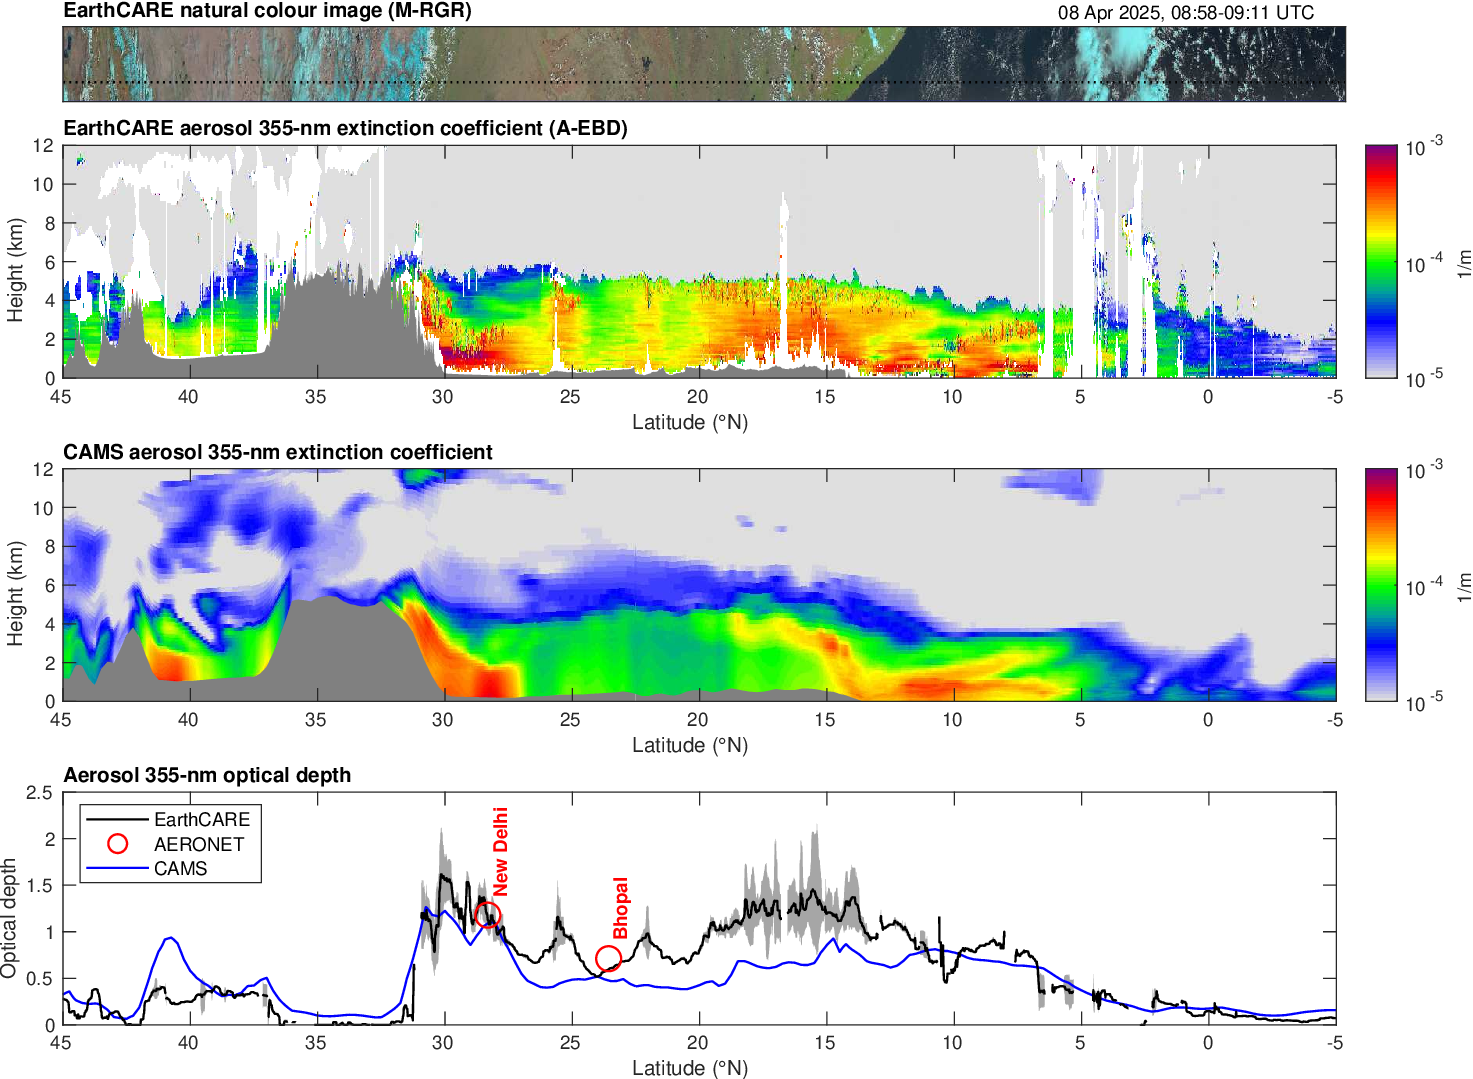 EarthCARE natural colour image (M-RGR)
08 Apr 2025, 08:58-09:11 UTC
EarthCARE aerosol 355-nm extinction coefficient (A-EBD)
Height (km)
12
10
8
6
4
2
0
45 40 35 30 25 20 15 10 5 0 -5
Latitude (°N)
10-3
10-4
10-5
1/m
CAMS aerosol 355-nm extinction coefficient
Height (km)
12
10
8
6
4
2
0
45 40 35 30 25 20 15 10 5 0 -5
Latitude (°N)
10-3
10-4
10-5
1/m
Aerosol 355-nm optical depth
Optical depth
2.5
2
1.5
1
0.5
0
EarthCARE
AERONET
CAMS
New Delhi
Bhopal
45 40 35 30 25 20 15 10 5 0 -5
Latitude (°N)